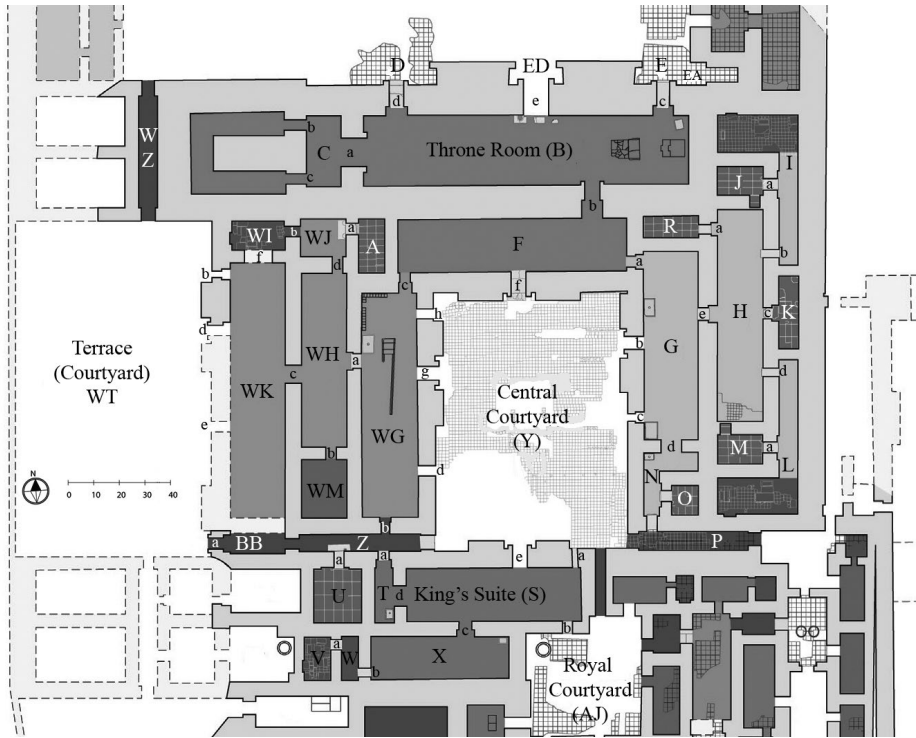 D
ED
E
EA
d
e
c
W
Z
b
C
a
Throne Room (B)
c
I
J
a
b
WI
b
WJ
a
A
F
R
a
f
d
b
c
a
f
b
d
h
b
e
H
c
K
G
Terrace
(Courtyard)
WT
WK
c
WH
a
g
WG
Central
Courtyard
(Y)
d
e
c
b
d
M
a
L
N
0 10 20 30 40
WM
d
N
O
b
a
BB
Z
P
a
a
e
a
U
T
d
King's Suite (S)
V
a
W
b
c
X
b
Royal
Courtyard
(AJ)